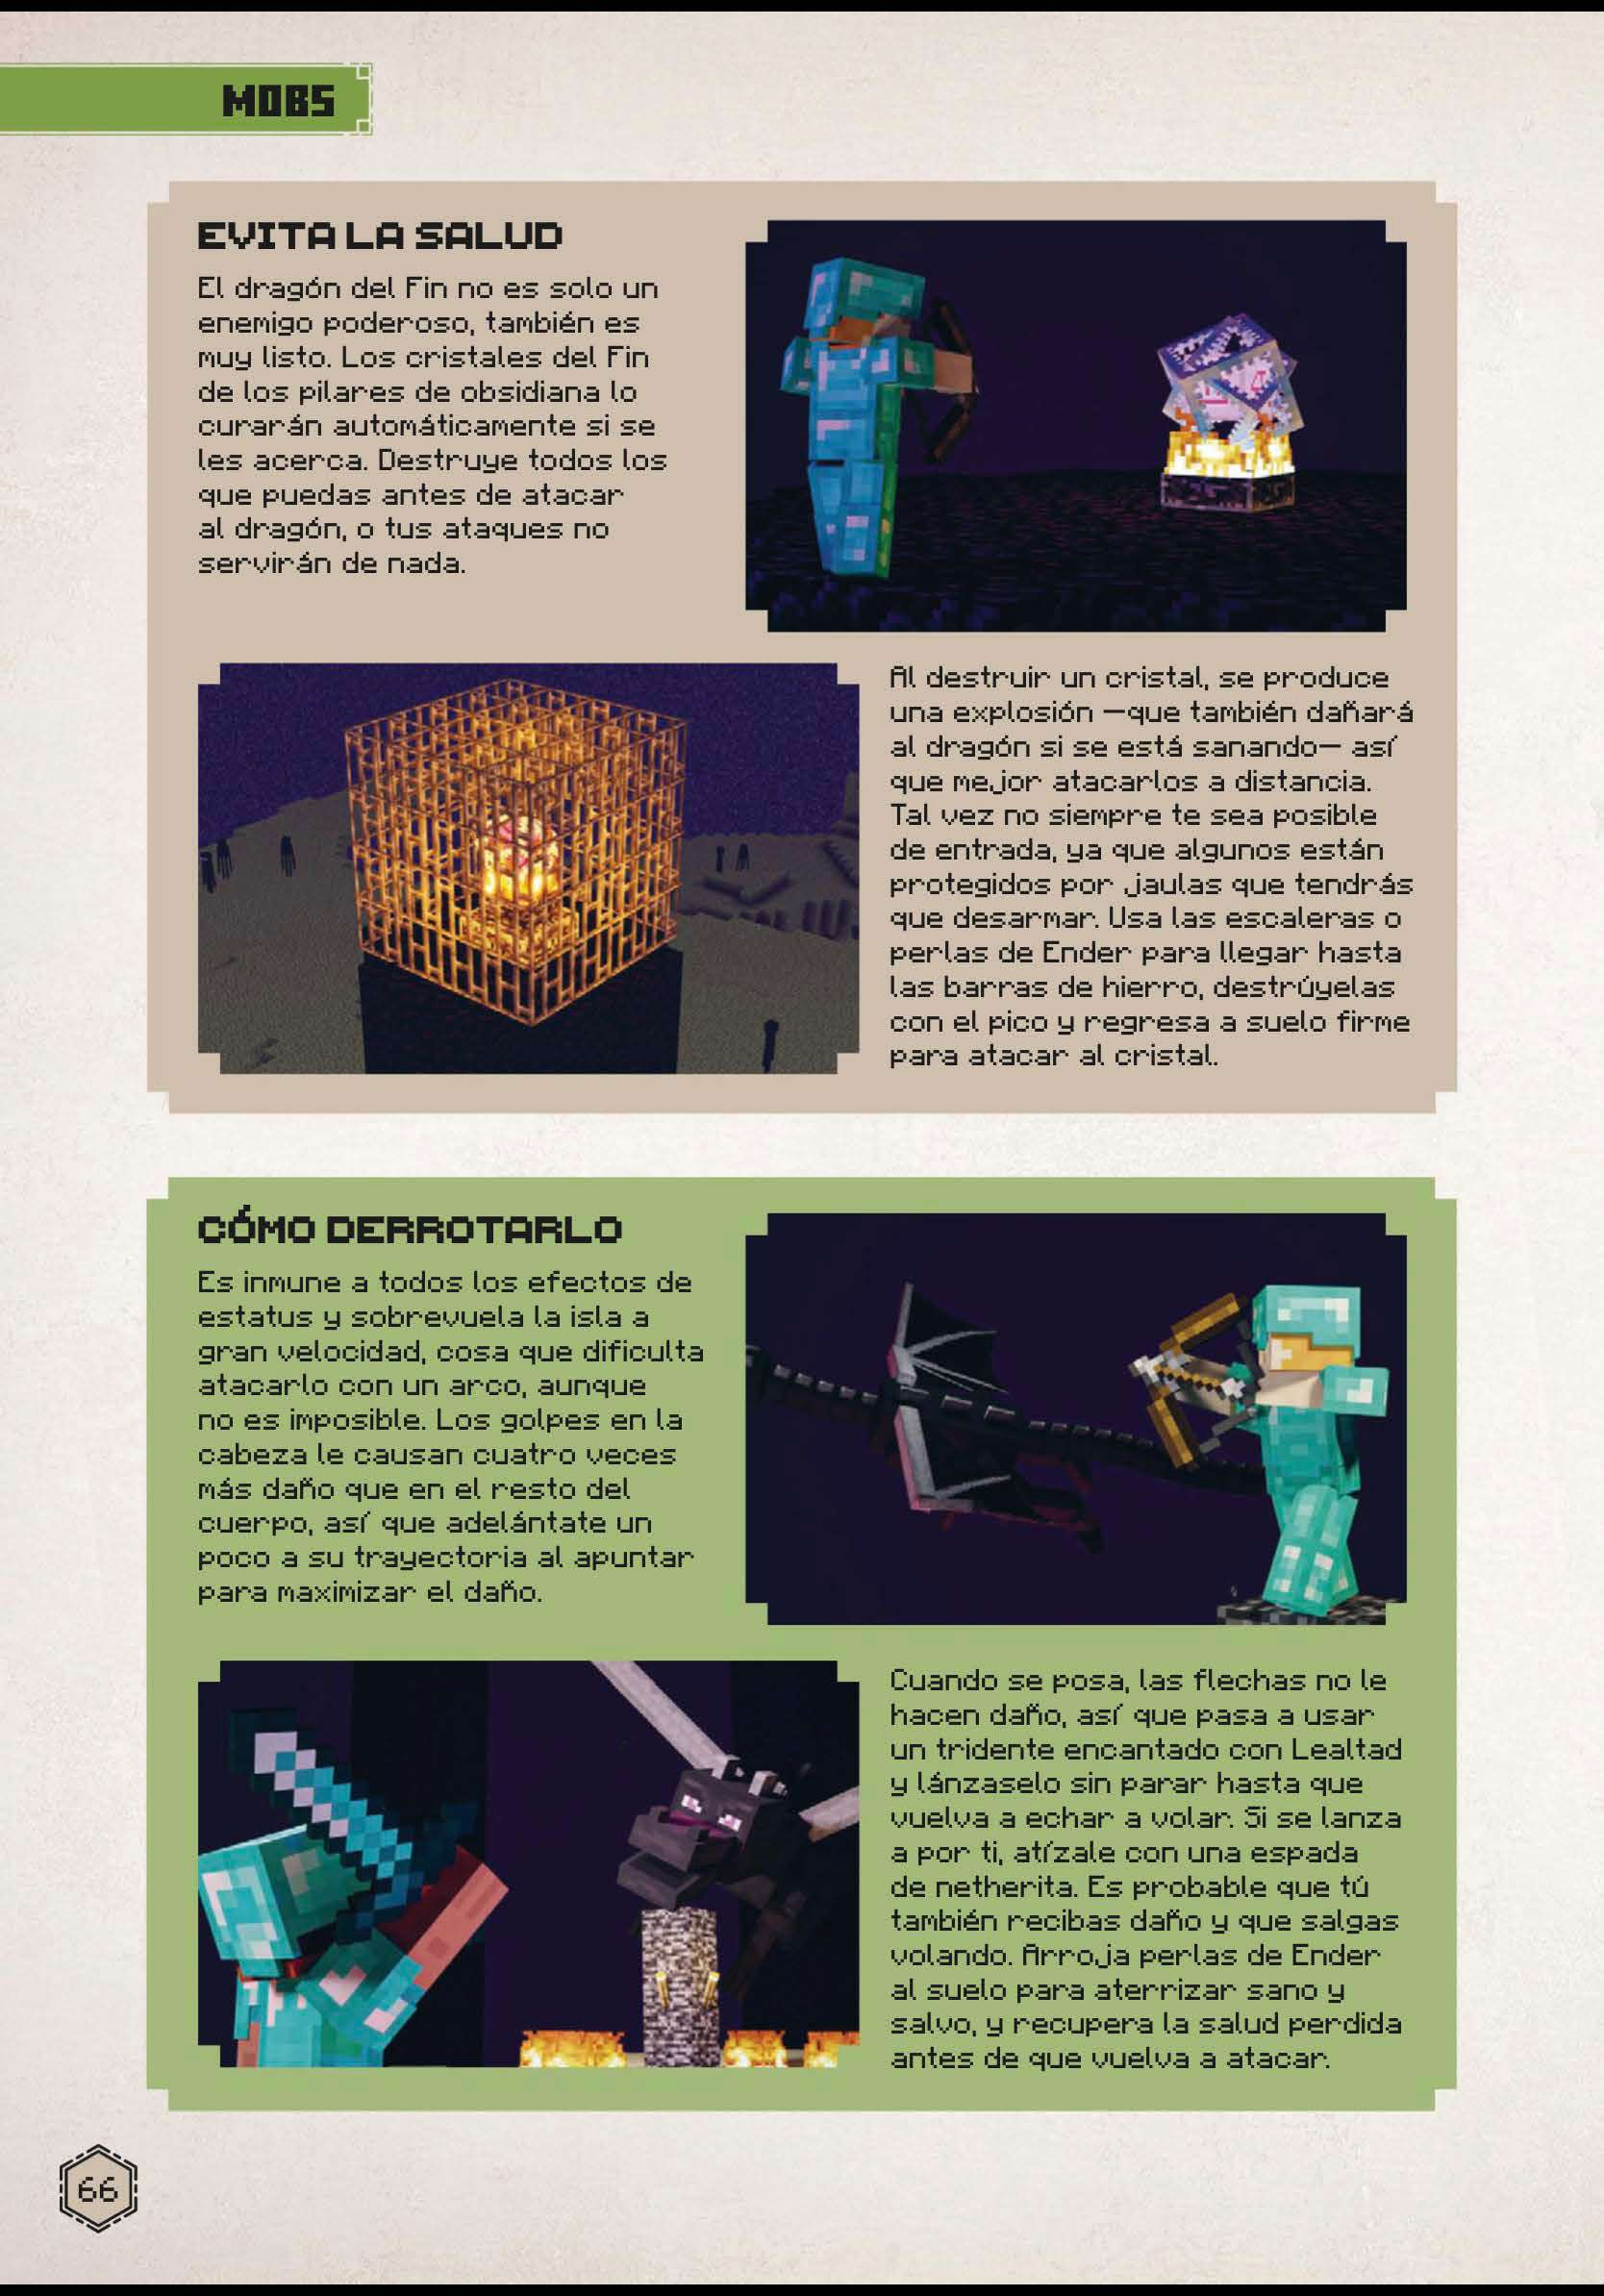 MOBS
EVITA LA SALUD
El dragón del Fin no es solo un
enemigo poderoso, también es
muy listo. Los cristales del Fin
de los pilares de obsidiana lo
curarán automáticamente si se
les acerca. Destruye todos los
que puedas antes de atacar
al dragón, o tus ataques no
servirán de nada.
Al destruir un cristal, se produce
una explosión —que también dañará
al dragón si se está sanando— así
que mejor atacarlos a distancia.
Tal vez no siempre te sea posible
de entrada, ya que algunos están
protegidos por jaulas que tendrás
que desarmar. Usa las escaleras o
perlas de Ender para llegar hasta
las barras de hierro, destrúyelas
con el pico y regresa a suelo firme
para atacar al cristal.
CÓMO DERROTARLO
Es inmune a todos los efectos de
estatus y sobrevuela la isla a
gran velocidad, cosa que dificulta
atacarlo con un arco, aunque
no es imposible. Los golpes en la
cabeza le causan cuatro veces
más daño que en el resto del
cuerpo, así que adelántate un
poco a su trayectoria al apuntar
para maximizar el daño.
Cuando se posa, las flechas no le
hacen daño, así que pasa a usar
un tridente encantado con Lealtad
y lánzaselo sin parar hasta que
vuelva a echar a volar. Si se lanza
a por ti, atízale con una espada
de netherita. Es probable que tú
también recibas daño y que salgas
volando. Arroja perlas de Ender
al suelo para aterrizar sano y
salvo, y recupera la salud perdida
antes de que vuelva a atacar.
66